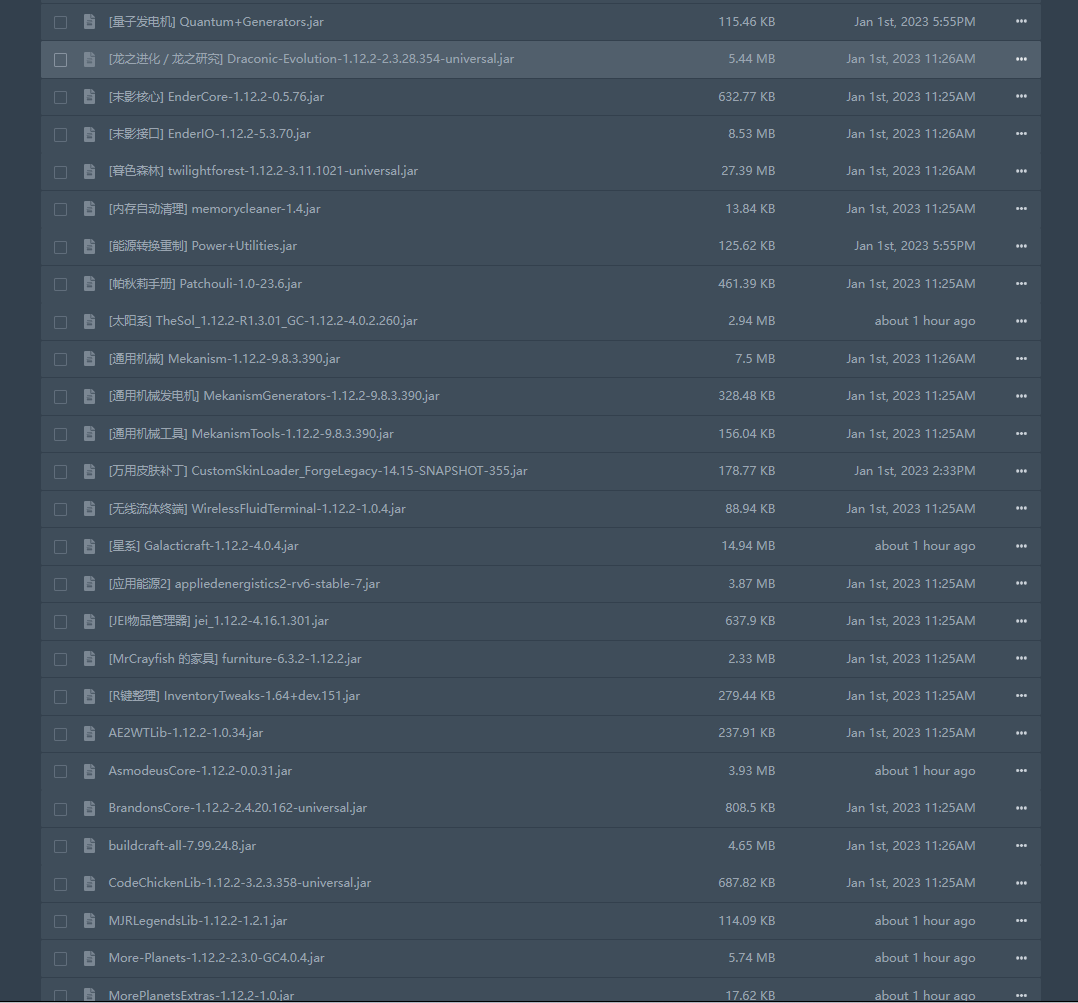 [量子发电机] Quantum+Generators.jar 115.46 KB Jan 1st, 2023 5:55PM
[龙之进化 / 龙之研究] Draconic-Evolution-1.12.2-2.3.28.354-universal.jar 5.44 MB Jan 1st, 2023 11:26AM
[末影核心] EnderCore-1.12.2-0.5.76.jar 632.77 KB Jan 1st, 2023 11:25AM
[末影接口] EnderIO-1.12.2-5.3.70.jar 8.53 MB Jan 1st, 2023 11:26AM
[暮色森林] twilightforest-1.12.2-3.11.1021-universal.jar 27.39 MB Jan 1st, 2023 11:26AM
[内存自动清理] memorycleaner-1.4.jar 13.84 KB Jan 1st, 2023 11:25AM
[能源转换重制] Power+Utilities.jar 125.62 KB Jan 1st, 2023 5:55PM
[帕秋莉手册] Patchouli-1.0-23.6.jar 461.39 KB Jan 1st, 2023 11:25AM
[太阳系] TheSol_1.12.2-R1.3.01_GC-1.12.2-4.0.2.260.jar 2.94 MB about 1 hour ago
[通用机械] Mekanism-1.12.2-9.8.3.390.jar 7.5 MB Jan 1st, 2023 11:26AM
[通用机械发电机] MekanismGenerators-1.12.2-9.8.3.390.jar 328.48 KB Jan 1st, 2023 11:25AM
[通用机械工具] MekanismTools-1.12.2-9.8.3.390.jar 156.04 KB Jan 1st, 2023 11:25AM
[万用皮肤补丁] CustomSkinLoader_ForgeLegacy-14.15-SNAPSHOT-355.jar 178.77 KB Jan 1st, 2023 2:33PM
[无线流体终端] WirelessFluidTerminal-1.12.2-1.0.4.jar 88.94 KB Jan 1st, 2023 11:25AM
[星系] Galacticraft-1.12.2-4.0.4.jar 14.94 MB about 1 hour ago
[应用能源2] appliedenergistics2-rv6-stable-7.jar 3.87 MB Jan 1st, 2023 11:25AM
[JEI物品管理器] jei_1.12.2-4.16.1.301.jar 637.9 KB Jan 1st, 2023 11:25AM
[MrCrayfish 的家具] furniture-6.3.2-1.12.2.jar 2.33 MB Jan 1st, 2023 11:25AM
[R键整理] InventoryTweaks-1.64+dev.151.jar 279.44 KB Jan 1st, 2023 11:25AM
AE2WTLib-1.12.2-1.0.34.jar 237.91 KB Jan 1st, 2023 11:25AM
AsmodeusCore-1.12.2-0.0.31.jar 3.93 MB about 1 hour ago
BrandonsCore-1.12.2-2.4.20.162-universal.jar 808.5 KB Jan 1st, 2023 11:25AM
buildcraft-all-7.99.24.8.jar 4.65 MB Jan 1st, 2023 11:26AM
CodeChickenLib-1.12.2-3.2.3.358-universal.jar 687.82 KB Jan 1st, 2023 11:25AM
MJRLegendsLib-1.12.2-1.2.1.jar 114.09 KB about 1 hour ago
More-Planets-1.12.2-2.3.0-GC4.0.4.jar 5.74 MB about 1 hour ago
MorePlanetsExtras-1.12.2-1.0.jar 17.62 KB about 1 hour ago